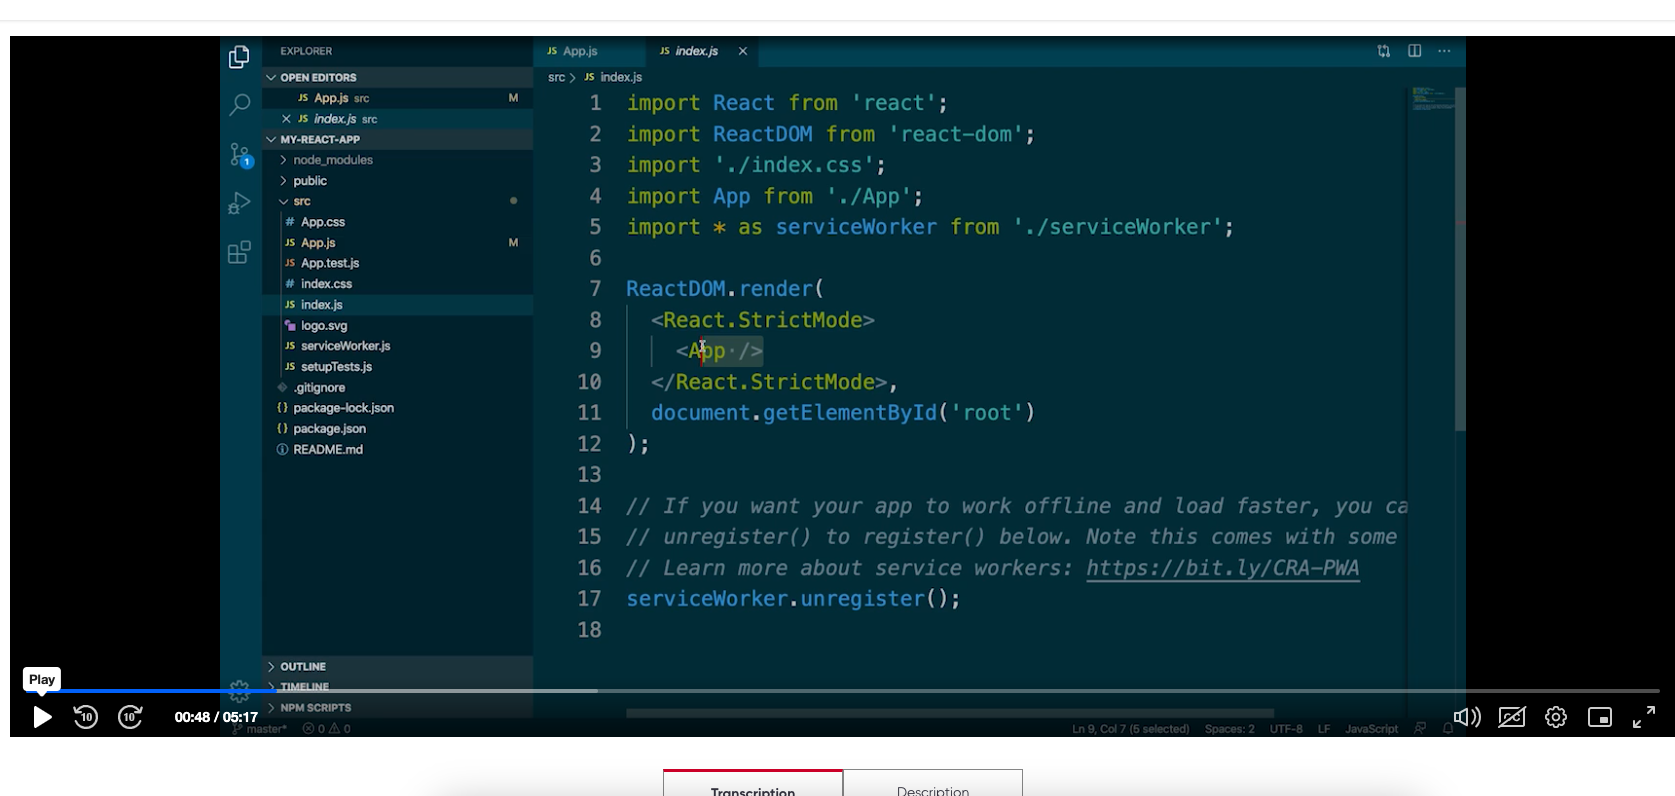 EXPLORER
OPEN EDITORS
JS App.js src M
JS index.js src
MY-REACT-APP
node_modules
public
src
# App.css
JS App.js M
JS App.test.js
# index.css
JS index.js
logo.svg
JS serviceWorker.js
JS setupTests.js
.gitignore
{} package-lock.json
{} package.json
README.md
OUTLINE
TIMELINE
NPM SCRIPTS
1
JS App.js JS index.js
src > JS index.js
1 import React from 'react';
2 import ReactDOM from 'react-dom';
3 import './index.css';
4 import App from './App';
5 import * as serviceWorker from './serviceWorker';
6
7 ReactDOM.render(
8 <React.StrictMode>
9 <App />
10 </React.StrictMode>,
11 document.getElementById('root')
12 );
13
14 // If you want your app to work offline and load faster, you ca
15 // unregister() to register() below. Note this comes with some
16 // Learn more about service workers: https://bit.ly/CRA-PWA
17 serviceWorker.unregister();
18
Play
10 10 00:48 / 05:17
master* 0 0 Ln 9, Col 7 (5 selected) Spaces: 2 UTF-8 LF JavaScript
Transcription Description